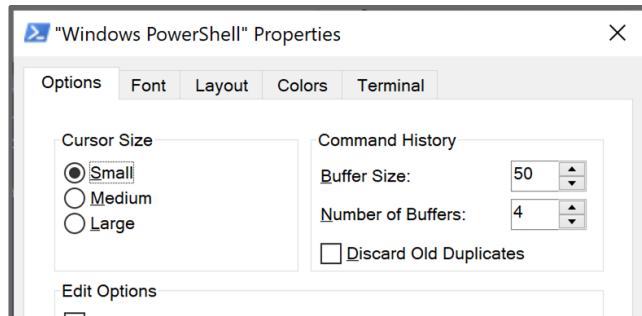 "Windows PowerShell" Properties
Options Font Layout Colors Terminal
Cursor Size
Small
Medium
Large
Command History
Buffer Size: 50
Number of Buffers: 4
Discard Old Duplicates
Edit Options